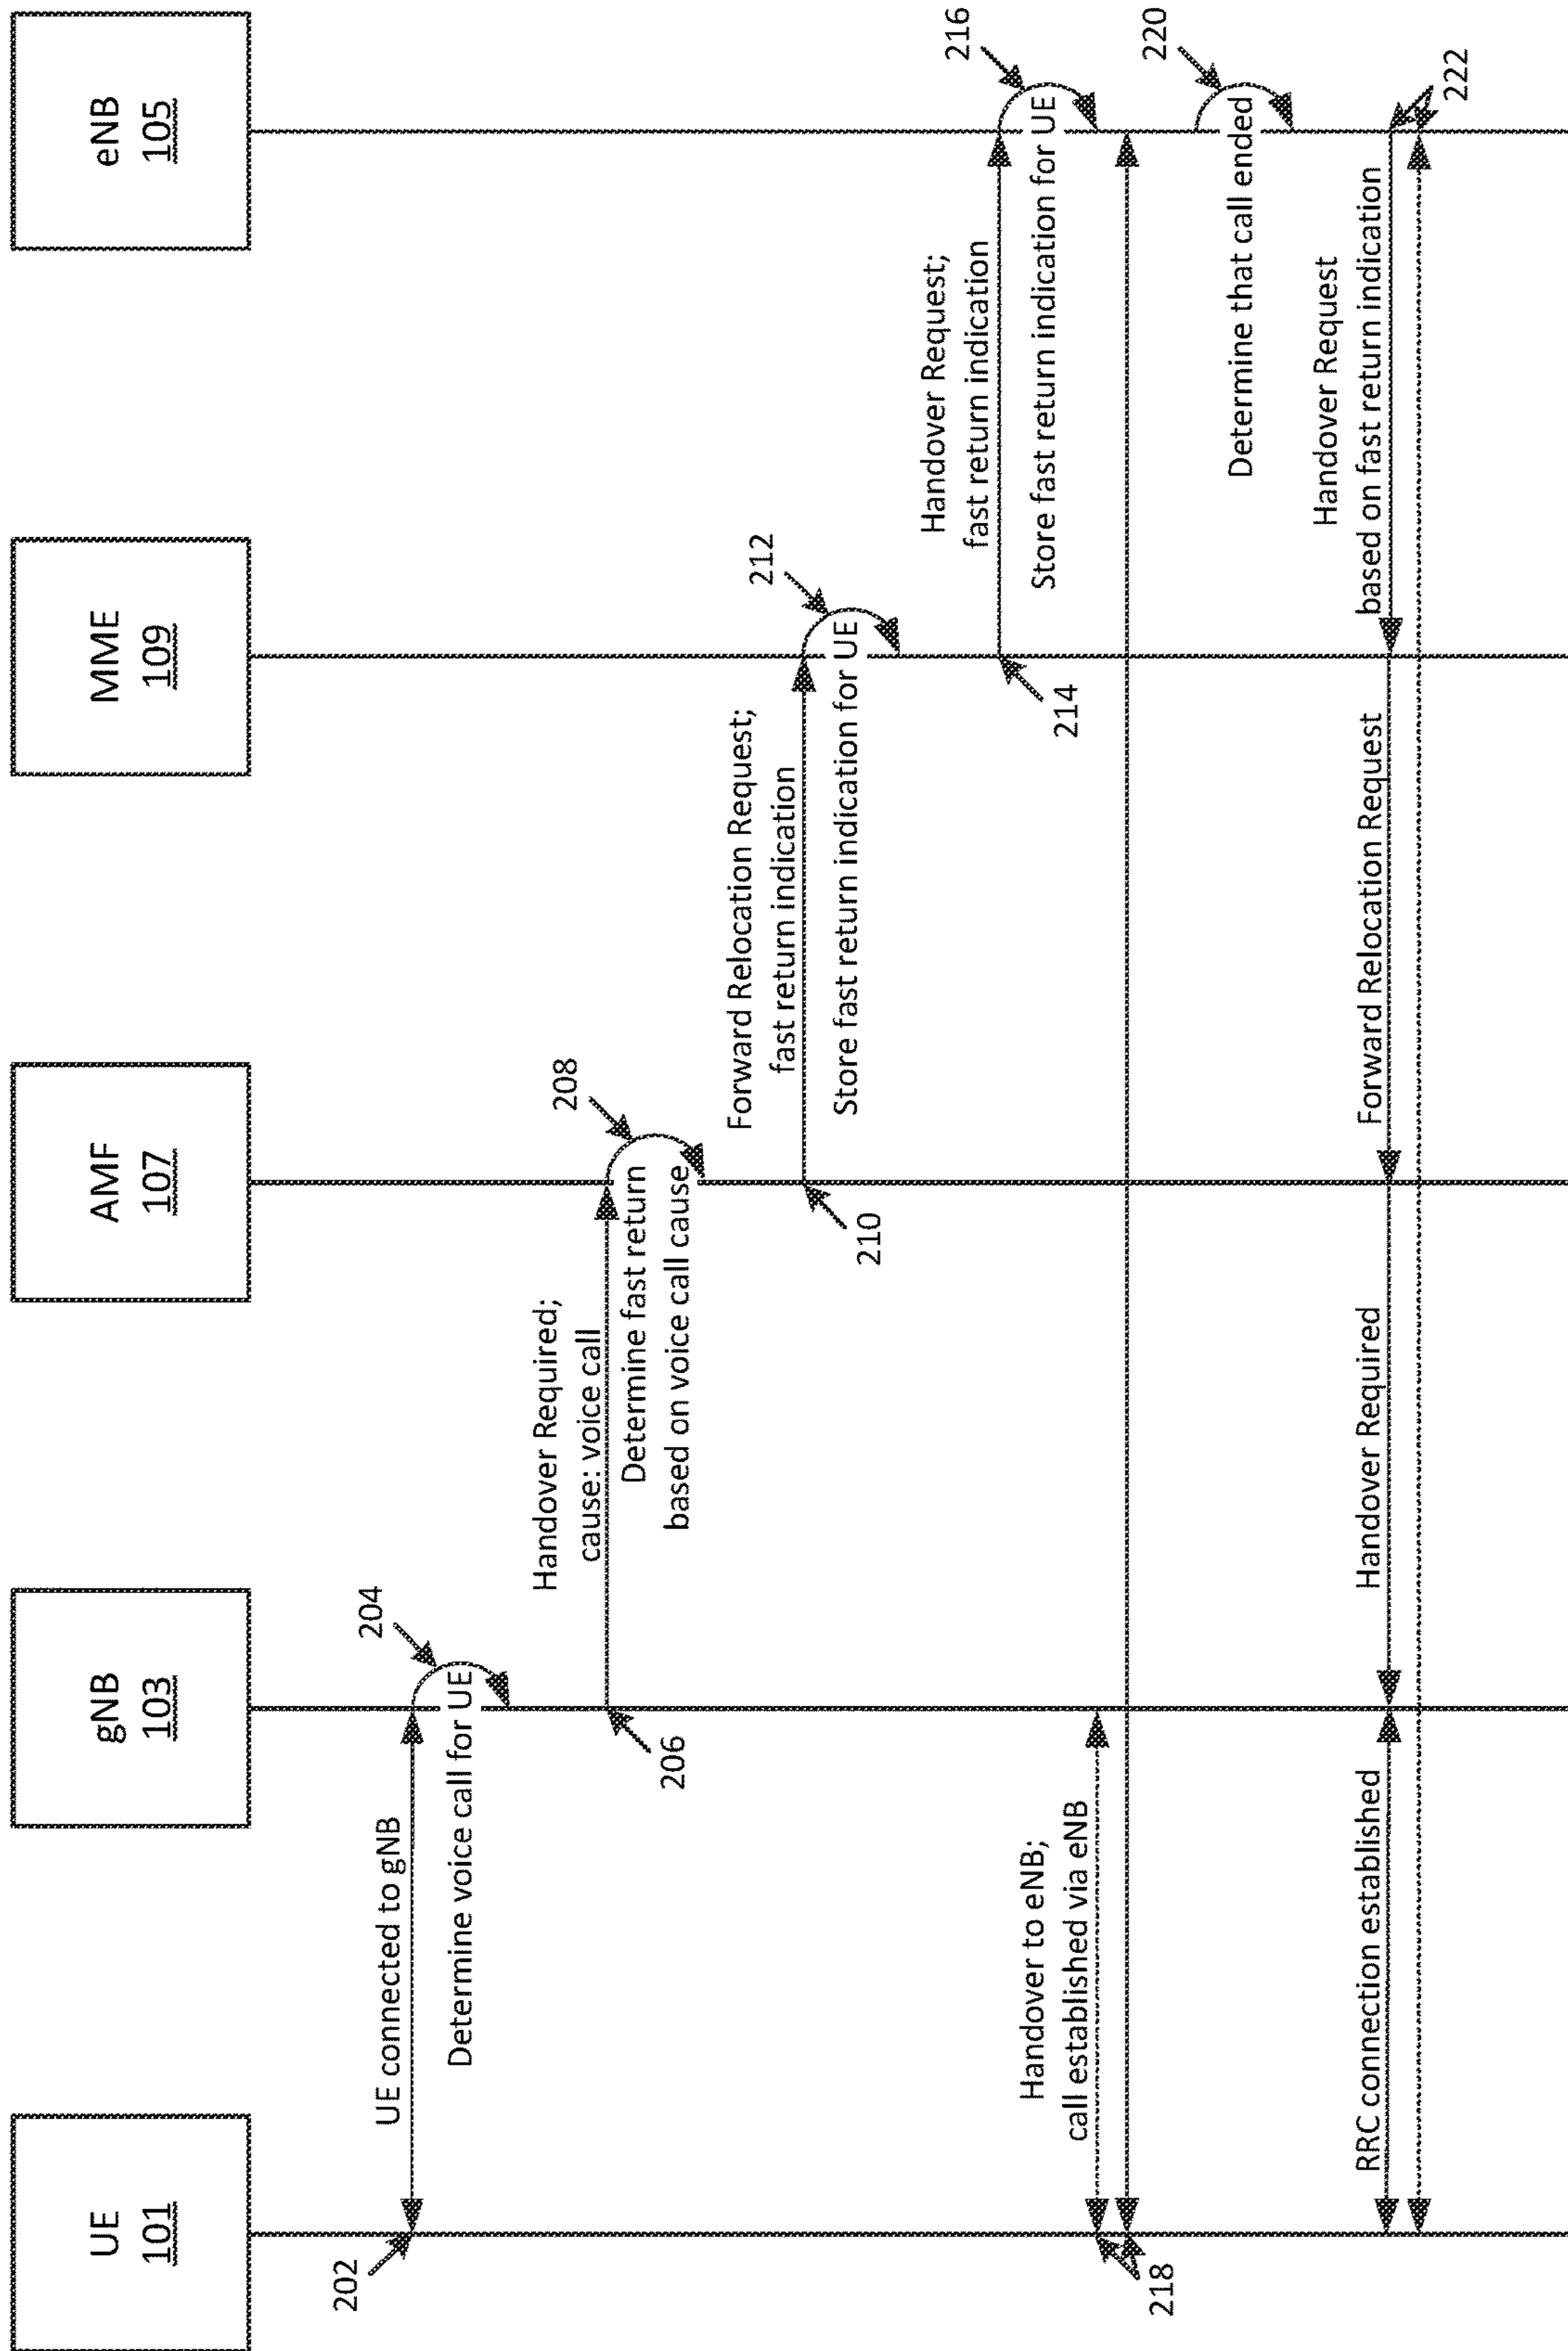 UE
101
gNB
103
AMF
107
MME
109
eNB
105
202
UE connected to gNB
204
Determine voice call for UE
206
Handover Required;
cause: voice call
208
Determine fast return
based on voice call cause
210
Forward Relocation Request;
fast return indication
212
Store fast return indication for UE
214
Handover Request;
fast return indication
216
Store fast return indication for UE
218
Handover to eNB;
call established via eNB
220
Determine that call ended
222
Handover Request
based on fast return indication
Forward Relocation Request
Handover Required
RRC connection established